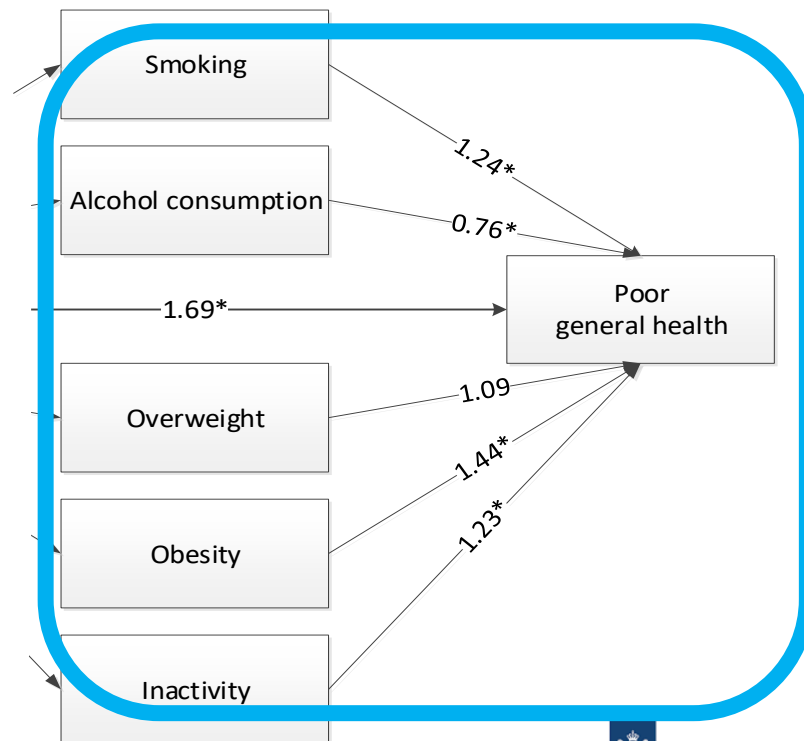 Smoking
1.24*
Alcohol consumption
0.76*
Poor
general health
1.69*
1.09
Overweight
1.44*
Obesity
1.23*
Inactivity